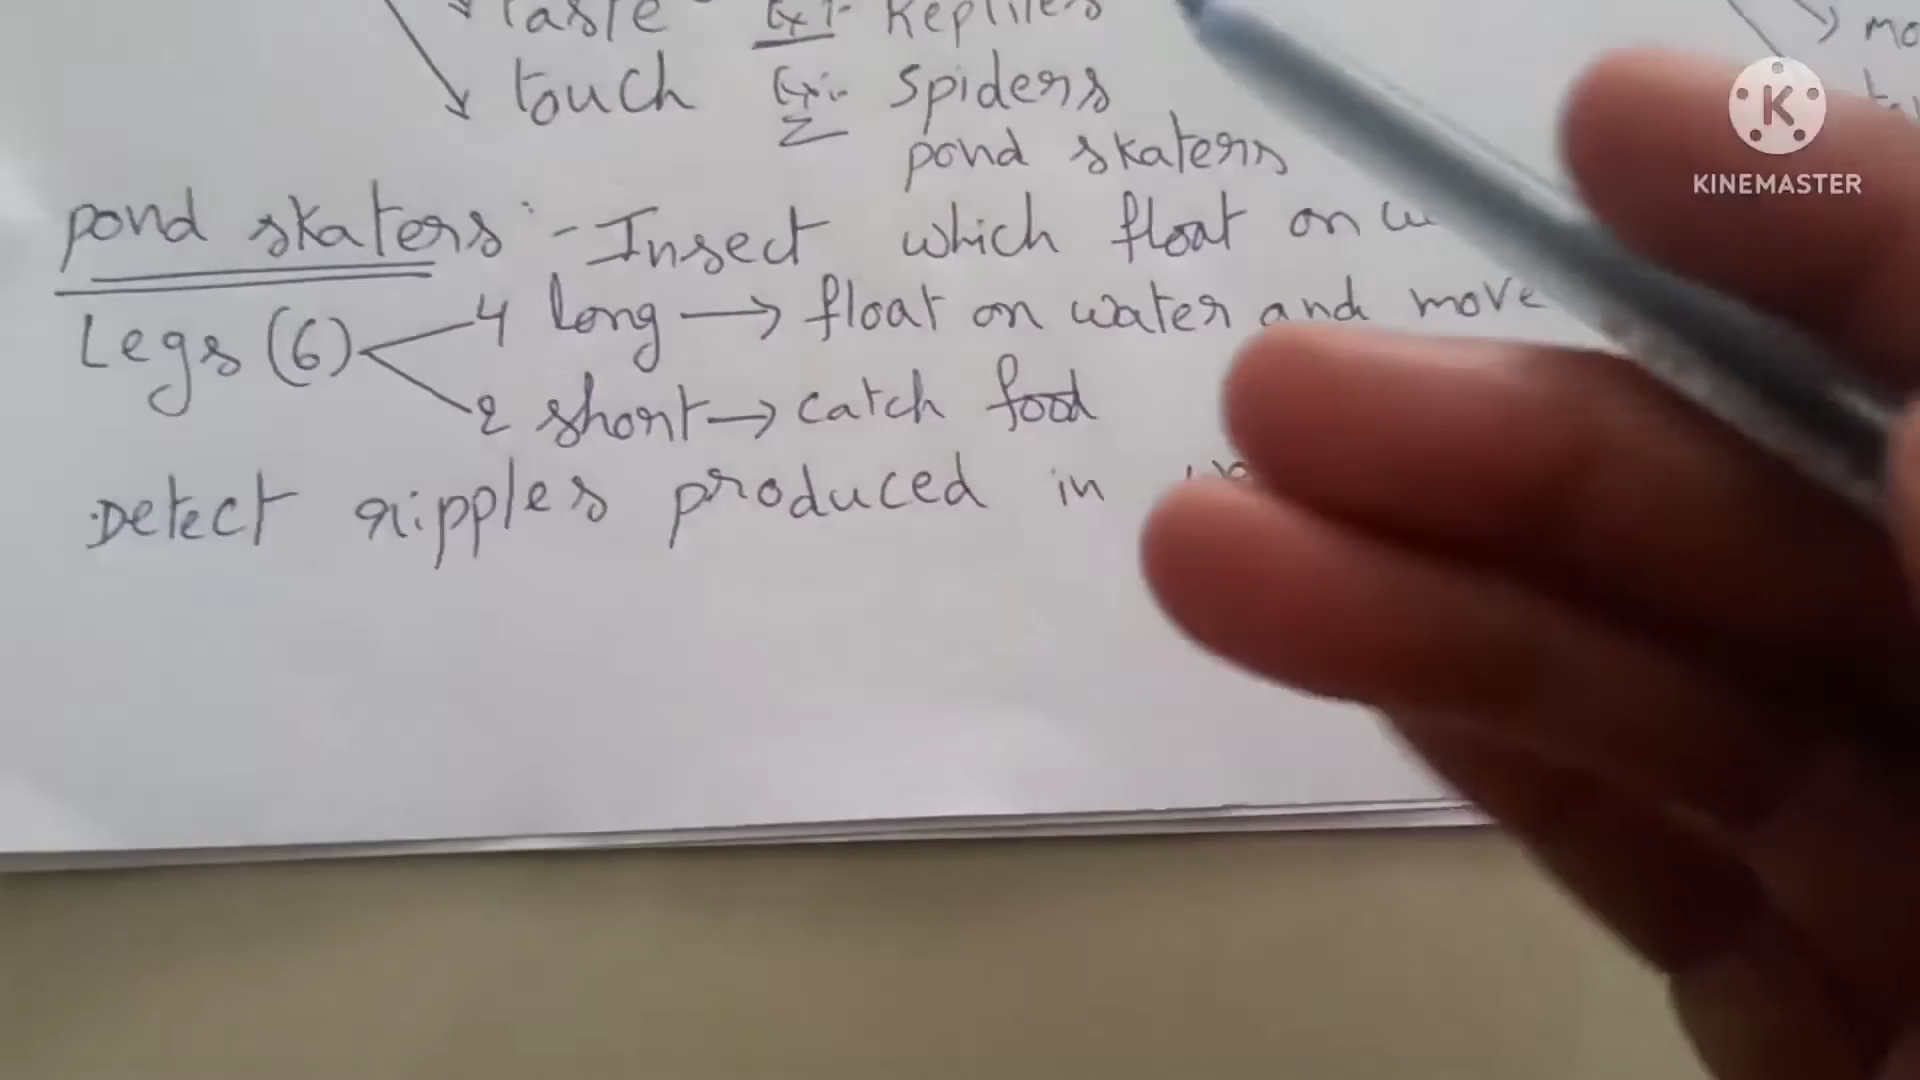 taste Ex:- Reptiles
touch Ex:- Spiders
pond skaters
pond skaters :- Insect which float on
Legs (6)
4 long → float on water and move
2 short → catch food
Detect ripples produced in
mo
KINEMASTER